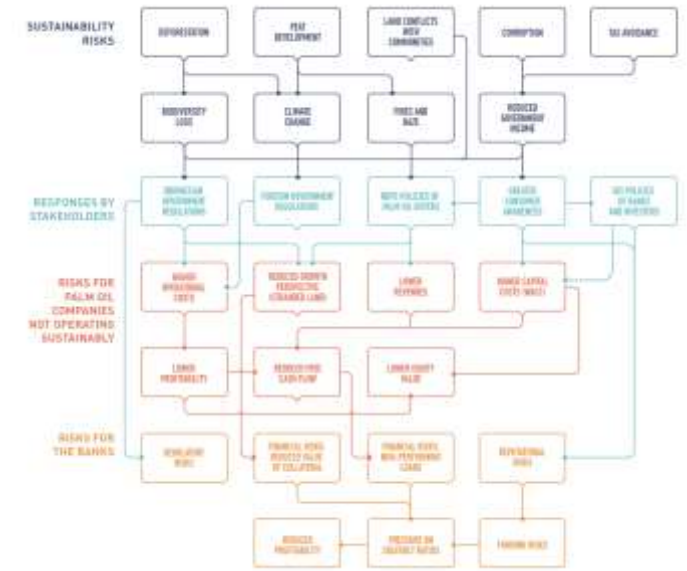 SUSTAINABILITY
RISKS
DEFORESTATION
PEAT
DEVELOPMENT
LAND CONFLICTS
WITH
COMMUNITIES
CORRUPTION
TAX AVOIDANCE
BIODIVERSITY
LOSS
CLIMATE
CHANGE
FIRES AND
HAZE
REDUCED
GOVERNMENT
INCOME
RESPONSES BY
STAKEHOLDERS
INDONESIAN
GOVERNMENT
REGULATIONS
FOREIGN GOVERNMENT
REGULATIONS
NDPE POLICIES OF
PALM OIL BUYERS
GREATER
CONSUMER
AWARENESS
POLICIES
OF BANKS
AND INVESTORS
RISKS FOR
PALM OIL
COMPANIES
NOT OPERATING
SUSTAINABLY
HIGHER
OPERATIONAL
COSTS
REDUCED GROWTH
PERSPECTIVE
(STRANDED LAND)
LOWER
REVENUES
HIGHER CAPITAL
COSTS (WACC)
LOWER
PROFITABILITY
REDUCED FREE
CASH FLOW
LOWER EQUITY
VALUE
RISKS FOR
THE BANKS
REGULATORY
RISKS
FINANCIAL RISKS:
REDUCED VALUE
OF COLLATERAL
FINANCIAL RISKS:
NON-PERFORMING
LOANS
REPUTATIONAL
RISKS
REDUCED
PROFITABILITY
PRESSURE ON
SOLVENCY RATIOS
FUNDING RISKS